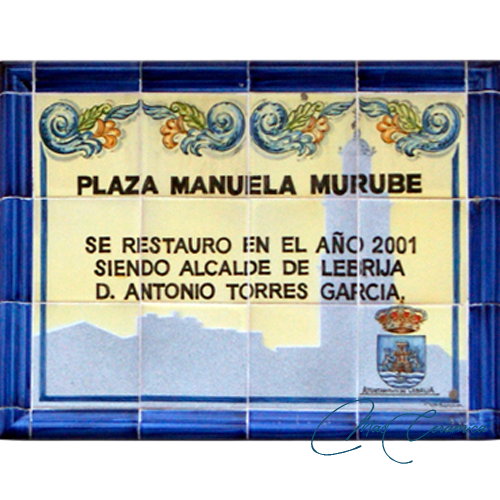 PLAZA MANUELA MURUBE
SE RESTAURO EN EL AÑO 2001
SIENDO ALCALDE DE LEBRIJA
D. ANTONIO TORRES GARCIA.